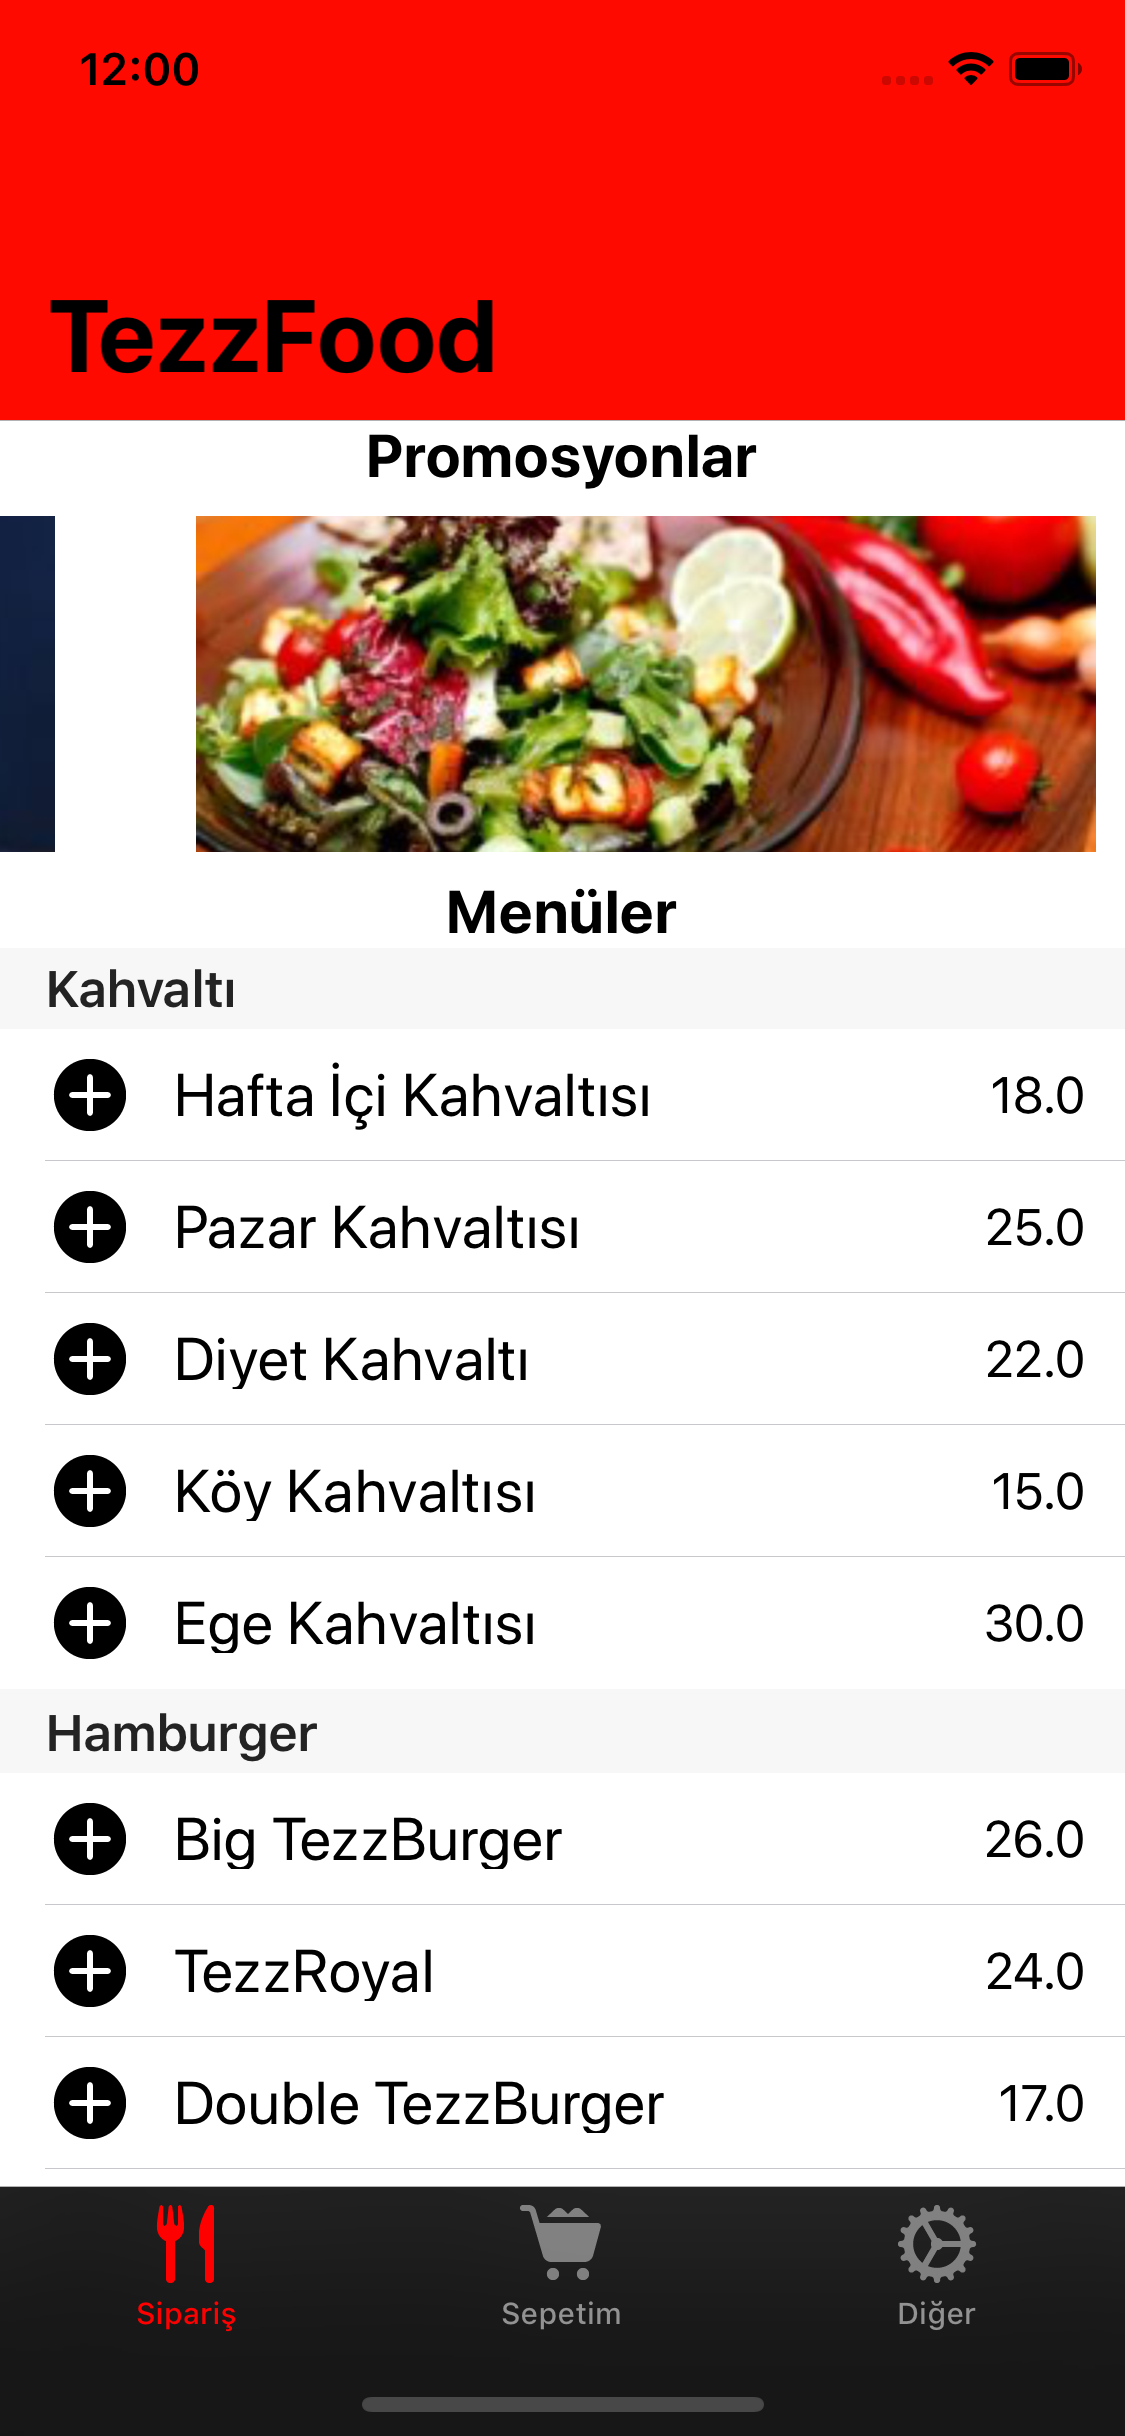 12:00
TezzFood
Promosyonlar
Menüler
Kahvaltı
Hafta İçi Kahvaltısı 18.0
Pazar Kahvaltısı 25.0
Diyet Kahvaltı 22.0
Köy Kahvaltısı 15.0
Ege Kahvaltısı 30.0
Hamburger
Big TezzBurger 26.0
TezzRoyal 24.0
Double TezzBurger 17.0
Sipariş Sepetim Diğer